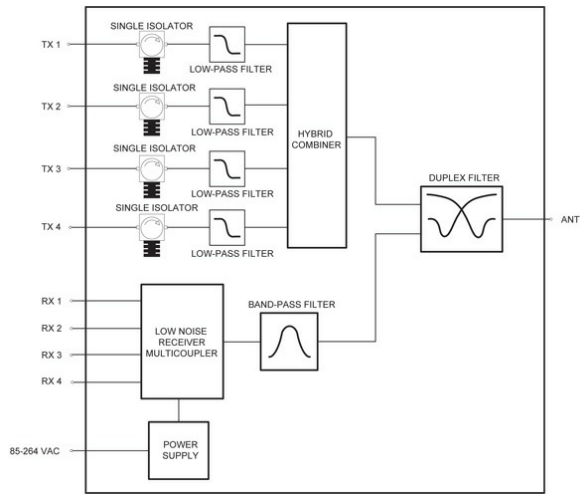 SINGLE ISOLATOR
TX 1
LOW-PASS FILTER
SINGLE ISOLATOR
TX 2
LOW-PASS FILTER
SINGLE ISOLATOR
TX 3
LOW-PASS FILTER
SINGLE ISOLATOR
TX 4
LOW-PASS FILTER
HYBRID
COMBINER
DUPLEX FILTER
ANT
RX 1
RX 2
RX 3
RX 4
LOW NOISE
RECEIVER
MULTICOUPLER
BAND-PASS FILTER
85-264 VAC
POWER
SUPPLY